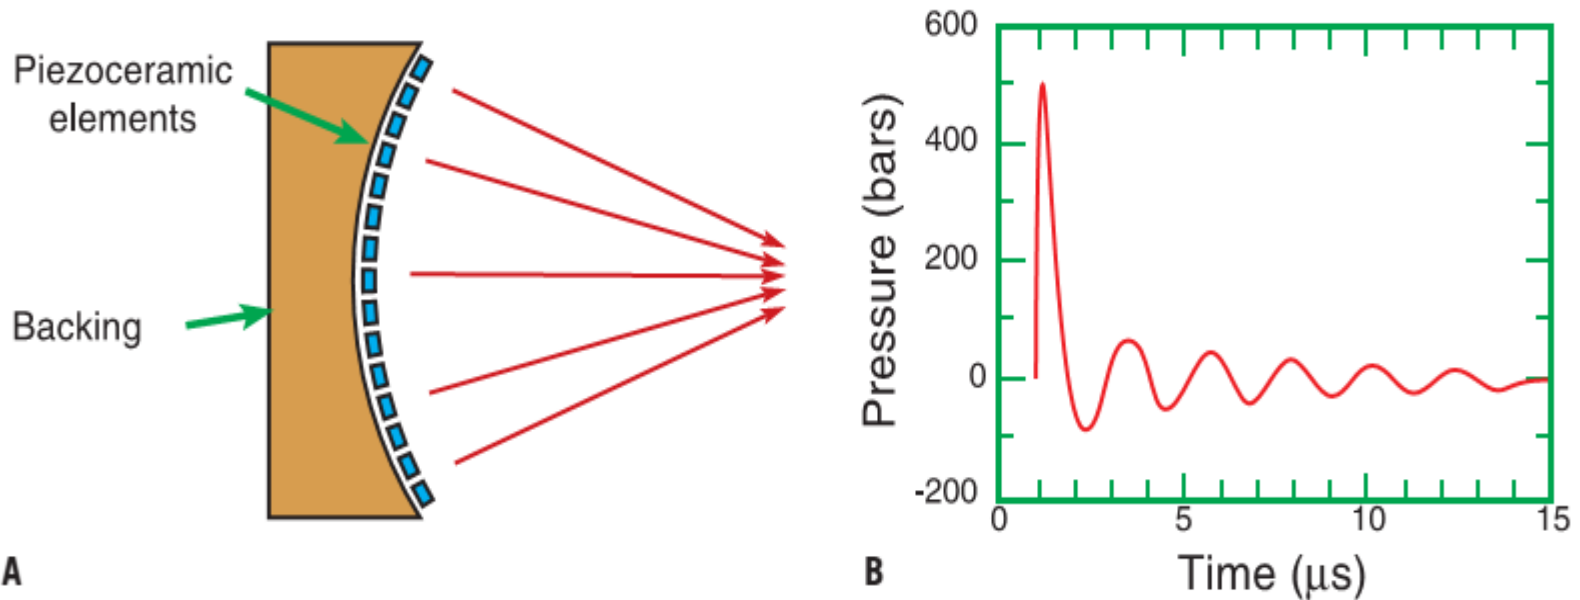 Piezoceramic
elements
Backing
A
600
400
200
0
-200
Pressure (bars)
0 5 10 15
Time (μs)
B